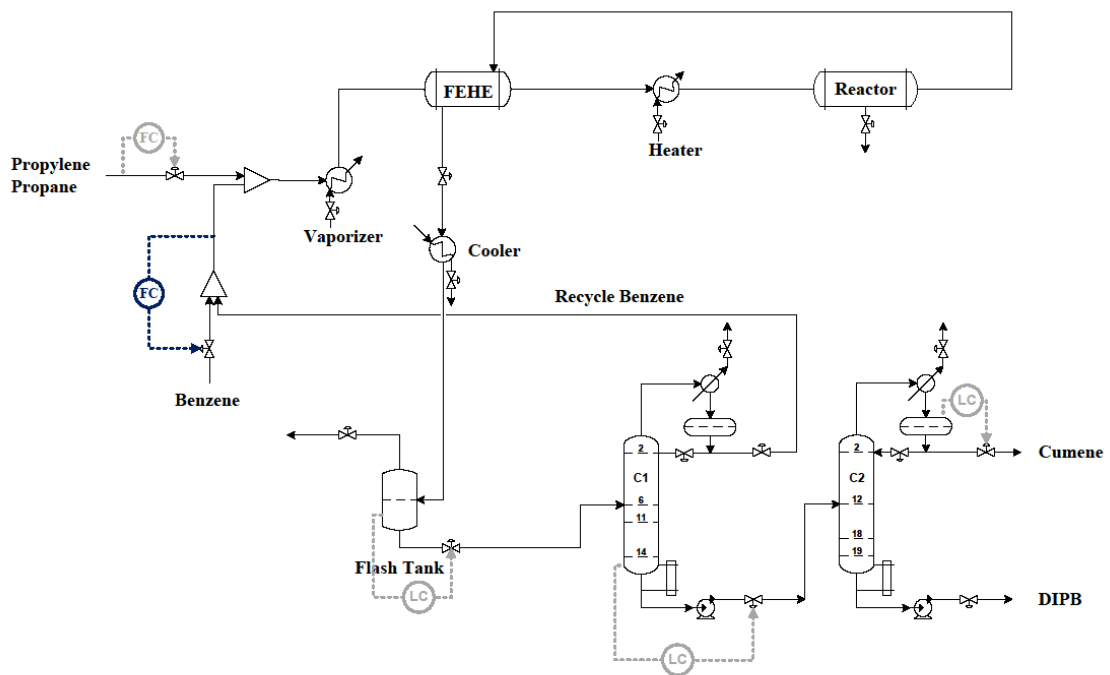 FEHE
Reactor
FC
Propylene
Propane
Heater
Vaporizer
Cooler
FC
Recycle Benzene
Benzene
LC
2
2
Cumene
C1
C2
6
12
11
18
14
19
Flash Tank
LC
DIPB
LC